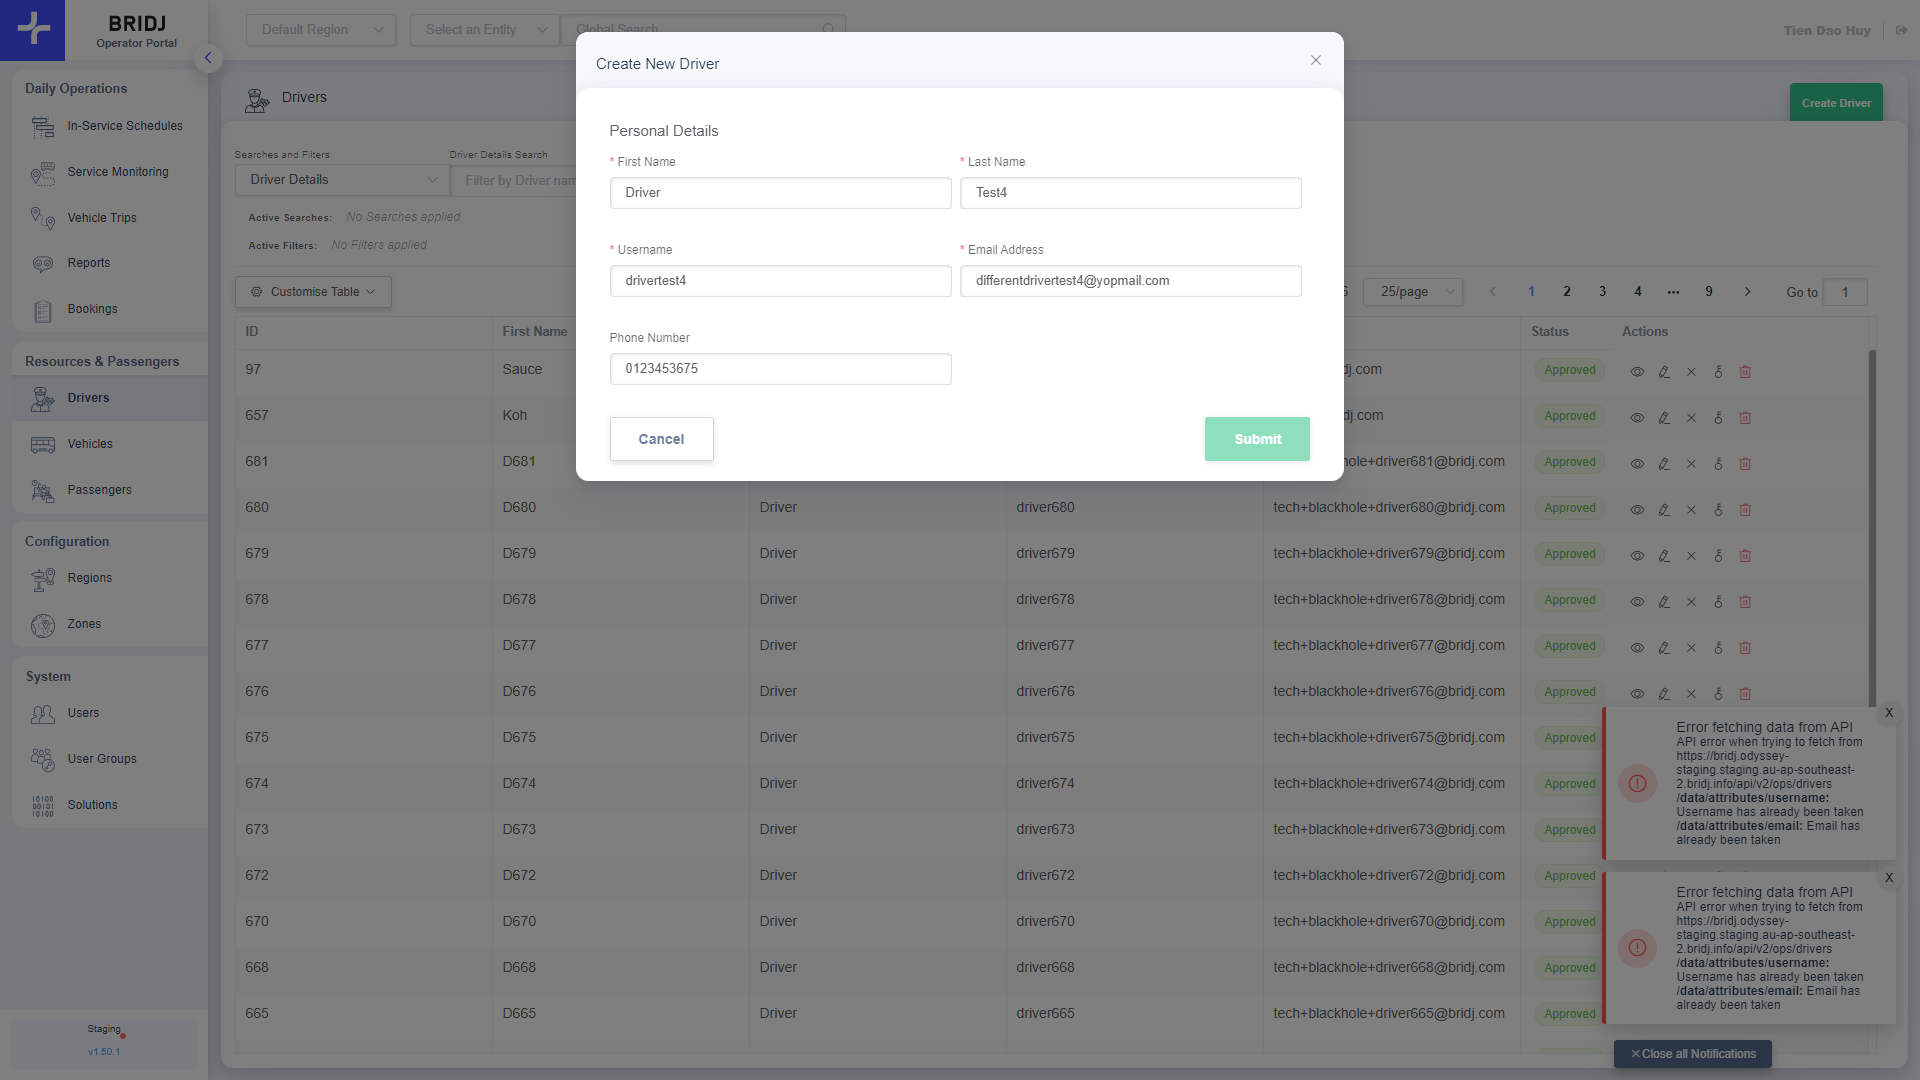 BRIDJ
Operator Portal
Default Region
Select an Entity
Global Search
Tien Dao Huy
Daily Operations
In-Service Schedules
Service Monitoring
Vehicle Trips
Reports
Bookings
Resources & Passengers
Drivers
Vehicles
Passengers
Configuration
Regions
Zones
System
Users
User Groups
Solutions
Staging
v1.50.1
Drivers
Create Driver
Searches and Filters
Driver Details Search
Driver Details
Filter by Driver nam
Active Searches: No Searches applied
Active Filters: No Filters applied
Customise Table
6 25/page 1 2 3 4 ••• 9 Go to 1
ID First Name Status Actions
97 Sauce dj.com Approved
657 Koh dj.com Approved
681 D681 hole+driver681@bridj.com Approved
680 D680 Driver driver680 tech+blackhole+driver680@bridj.com Approved
679 D679 Driver driver679 tech+blackhole+driver679@bridj.com Approved
678 D678 Driver driver678 tech+blackhole+driver678@bridj.com Approved
677 D677 Driver driver677 tech+blackhole+driver677@bridj.com Approved
676 D676 Driver driver676 tech+blackhole+driver676@bridj.com Approved
675 D675 Driver driver675 tech+blackhole+driver675@bridj.com Approved
674 D674 Driver driver674 tech+blackhole+driver674@bridj.com Approved
673 D673 Driver driver673 tech+blackhole+driver673@bridj.com Approved
672 D672 Driver driver672 tech+blackhole+driver672@bridj.com Approved
670 D670 Driver driver670 tech+blackhole+driver670@bridj.com Approved
668 D668 Driver driver668 tech+blackhole+driver668@bridj.com Approved
665 D665 Driver driver665 tech+blackhole+driver665@bridj.com Approved
Create New Driver
Personal Details
* First Name
Driver
* Last Name
Test4
* Username
drivertest4
* Email Address
differentdrivertest4@yopmail.com
Phone Number
0123453675
Cancel
Submit
X
Error fetching data from API
API error when trying to fetch from
https://bridj.odyssey-
staging.staging.au-ap-southeast-
2.bridj.info/api/v2/ops/drivers
/data/attributes/username:
Username has already been taken
/data/attributes/email: Email has
already been taken
X
Error fetching data from API
API error when trying to fetch from
https://bridj.odyssey-
staging.staging.au-ap-southeast-
2.bridj.info/api/v2/ops/drivers
/data/attributes/username:
Username has already been taken
/data/attributes/email: Email has
already been taken
Close all Notifications